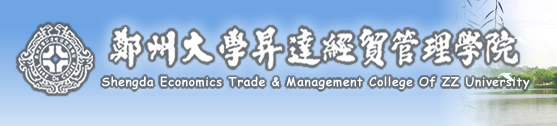 鄭州大學昇達經貿管理學院
Shengda Economics Trade & Management College Of ZZ University